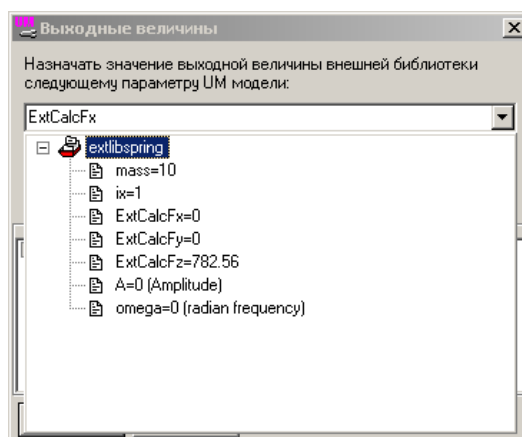 UM
Выходные величины
Назначать значение выходной величины внешней библиотеки
следующему параметру UM модели:
ExtCalcFx
extlibspring
mass=10
ix=1
ExtCalcFx=0
ExtCalcFy=0
ExtCalcFz=782.56
A=0 (Amplitude)
omega=0 (radian frequency)